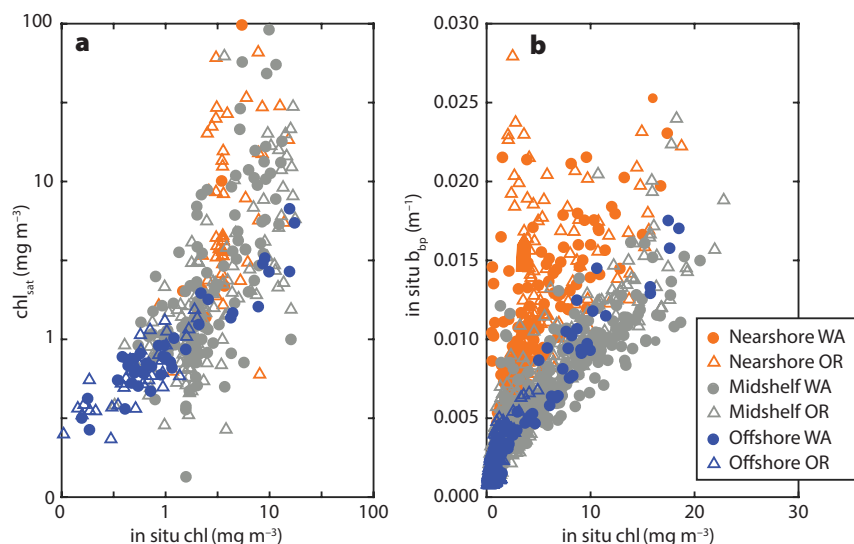 a
100
10
1
0
chl_sat (mg m⁻³)
0 1 10 100
in situ chl (mg m⁻³)
b
0.030
0.025
0.020
0.015
0.010
0.005
0.000
in situ b_bp (m⁻¹)
0 10 20 30
in situ chl (mg m⁻³)
Nearshore WA
Nearshore OR
Midshelf WA
Midshelf OR
Offshore WA
Offshore OR